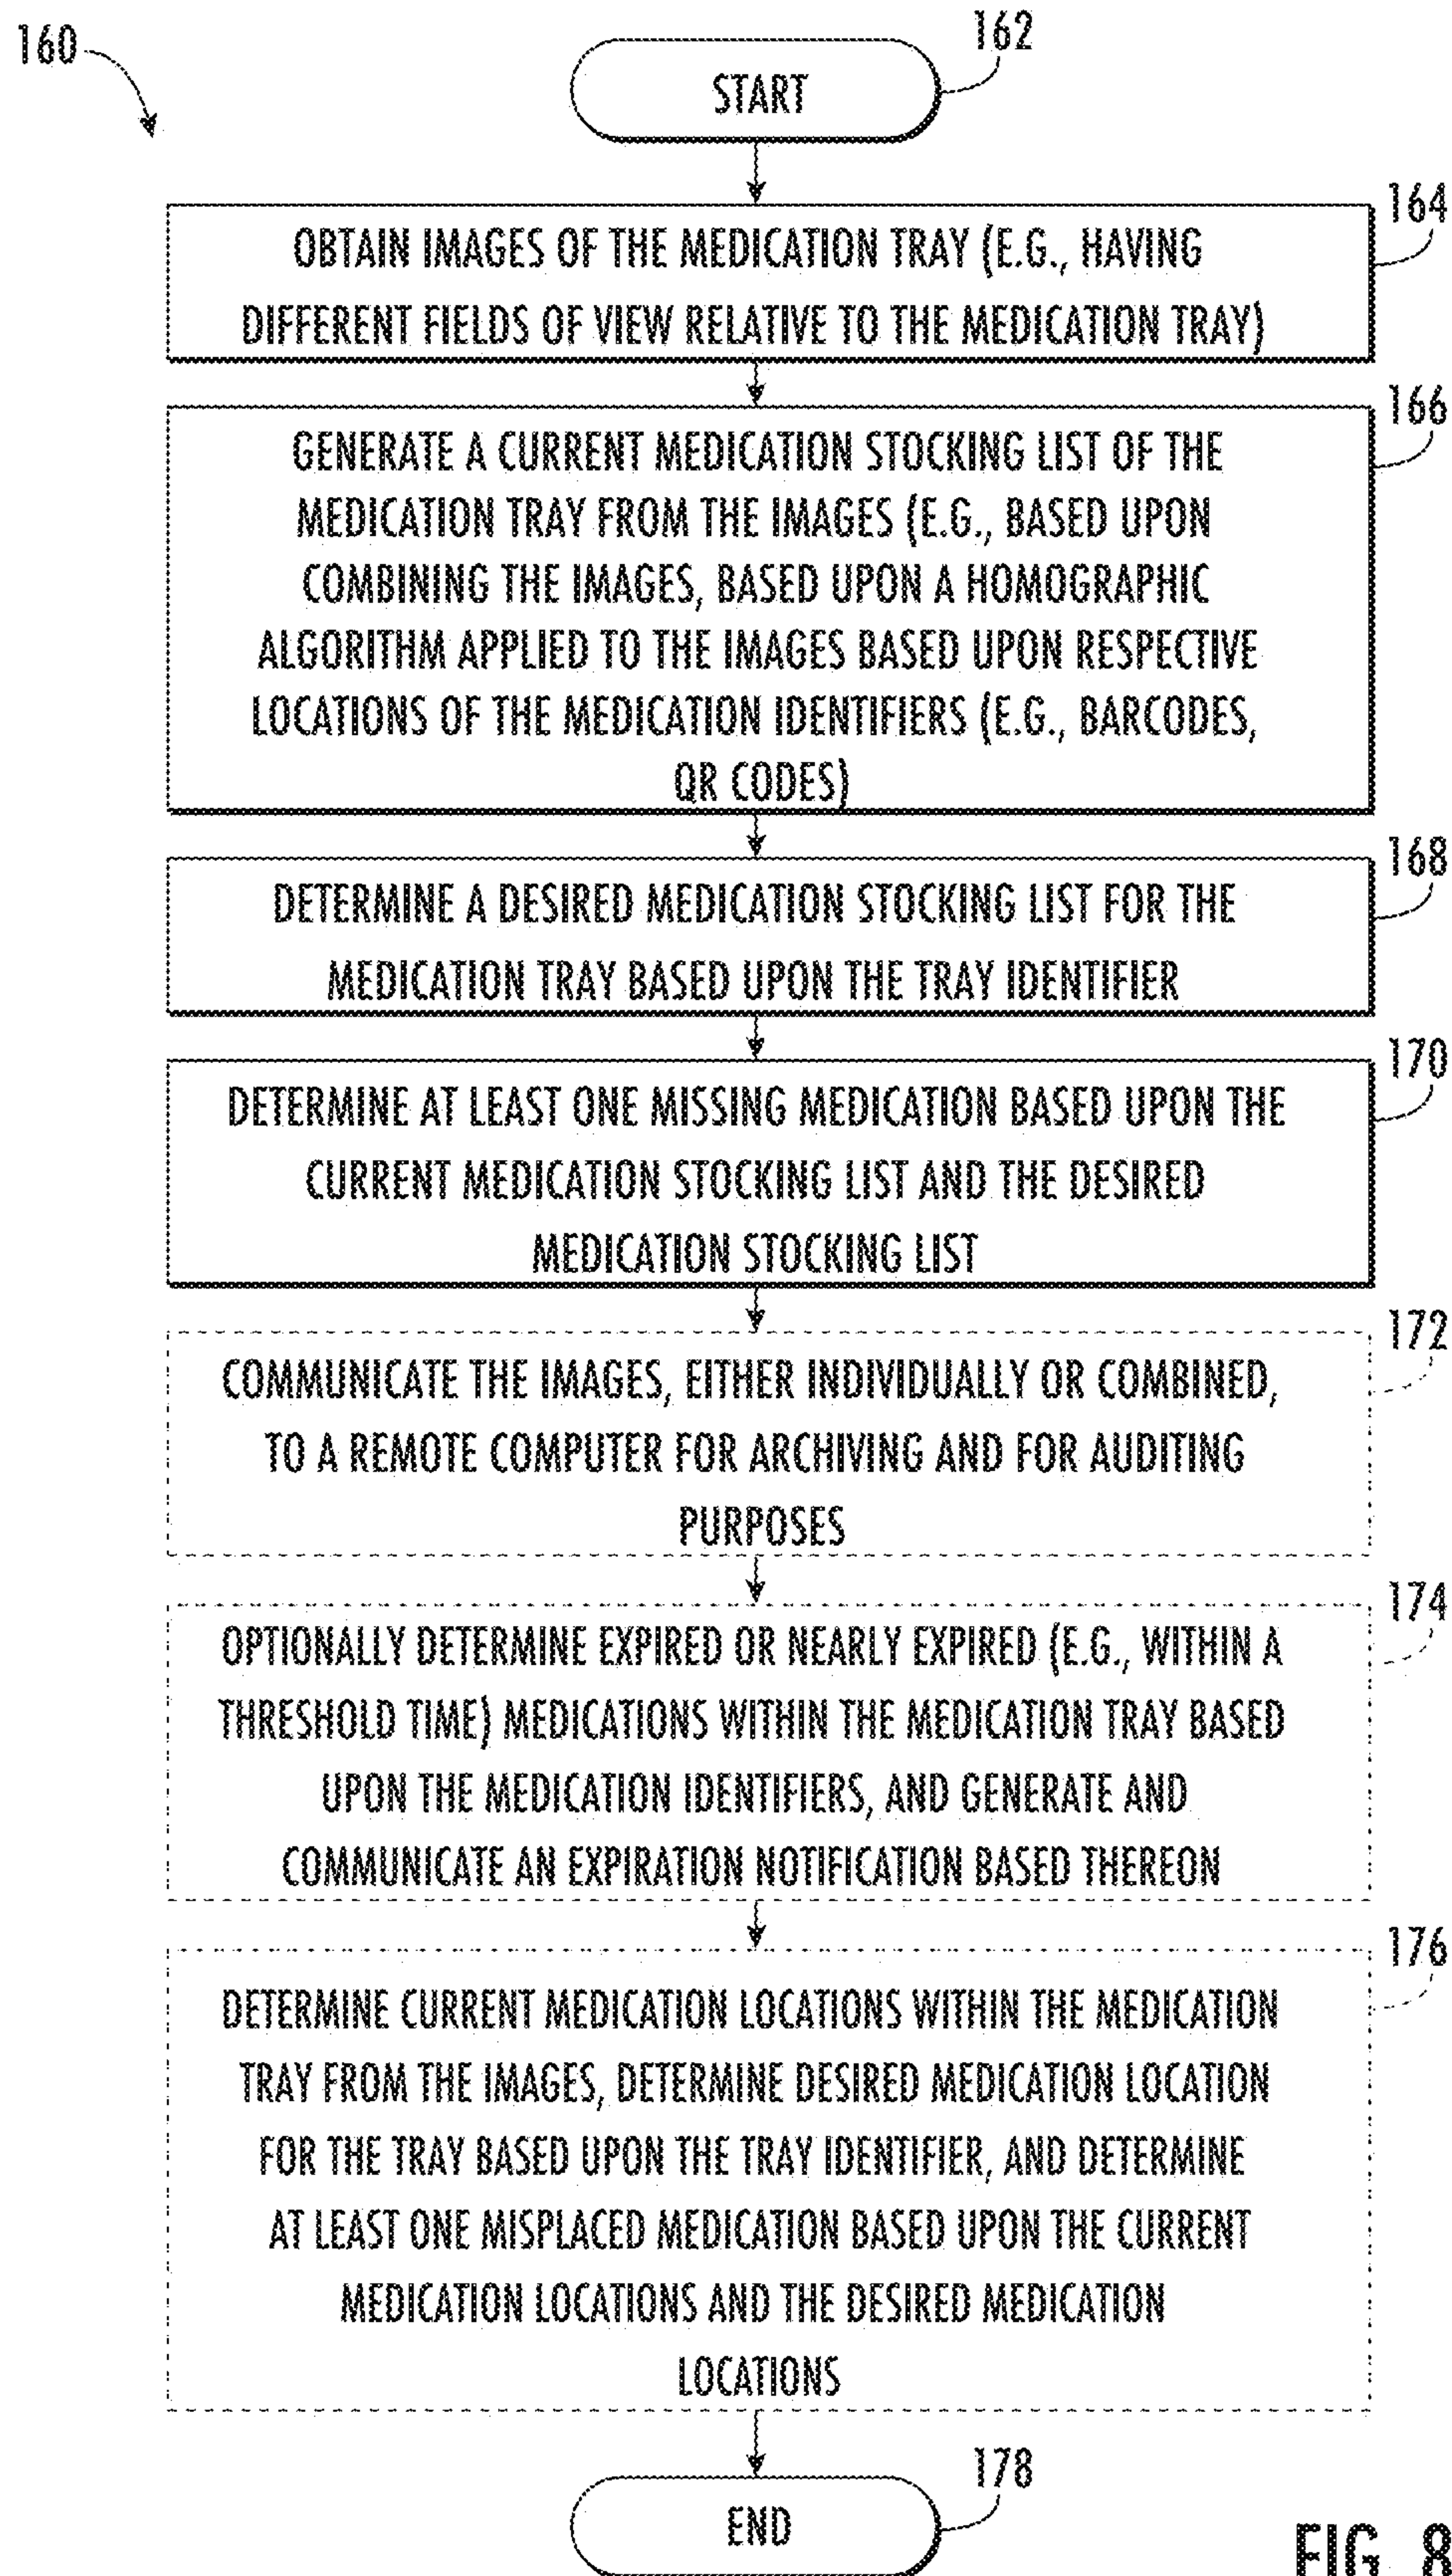 160
162
START
164
OBTAIN IMAGES OF THE MEDICATION TRAY (E.G., HAVING
DIFFERENT FIELDS OF VIEW RELATIVE TO THE MEDICATION TRAY)
166
GENERATE A CURRENT MEDICATION STOCKING LIST OF THE
MEDICATION TRAY FROM THE IMAGES (E.G., BASED UPON
COMBINING THE IMAGES, BASED UPON A HOMOGRAPHIC
ALGORITHM APPLIED TO THE IMAGES BASED UPON RESPECTIVE
LOCATIONS OF THE MEDICATION IDENTIFIERS (E.G., BARCODES,
QR CODES)
168
DETERMINE A DESIRED MEDICATION STOCKING LIST FOR THE
MEDICATION TRAY BASED UPON THE TRAY IDENTIFIER
170
DETERMINE AT LEAST ONE MISSING MEDICATION BASED UPON THE
CURRENT MEDICATION STOCKING LIST AND THE DESIRED
MEDICATION STOCKING LIST
172
COMMUNICATE THE IMAGES, EITHER INDIVIDUALLY OR COMBINED,
TO A REMOTE COMPUTER FOR ARCHIVING AND FOR AUDITING
PURPOSES
174
OPTIONALLY DETERMINE EXPIRED OR NEARLY EXPIRED (E.G., WITHIN A
THRESHOLD TIME) MEDICATIONS WITHIN THE MEDICATION TRAY BASED
UPON THE MEDICATION IDENTIFIERS, AND GENERATE AND
COMMUNICATE AN EXPIRATION NOTIFICATION BASED THEREON
176
DETERMINE CURRENT MEDICATION LOCATIONS WITHIN THE MEDICATION
TRAY FROM THE IMAGES, DETERMINE DESIRED MEDICATION LOCATION
FOR THE TRAY BASED UPON THE TRAY IDENTIFIER, AND DETERMINE
AT LEAST ONE MISPLACED MEDICATION BASED UPON THE CURRENT
MEDICATION LOCATIONS AND THE DESIRED MEDICATION
LOCATIONS
178
END
FIG. 8